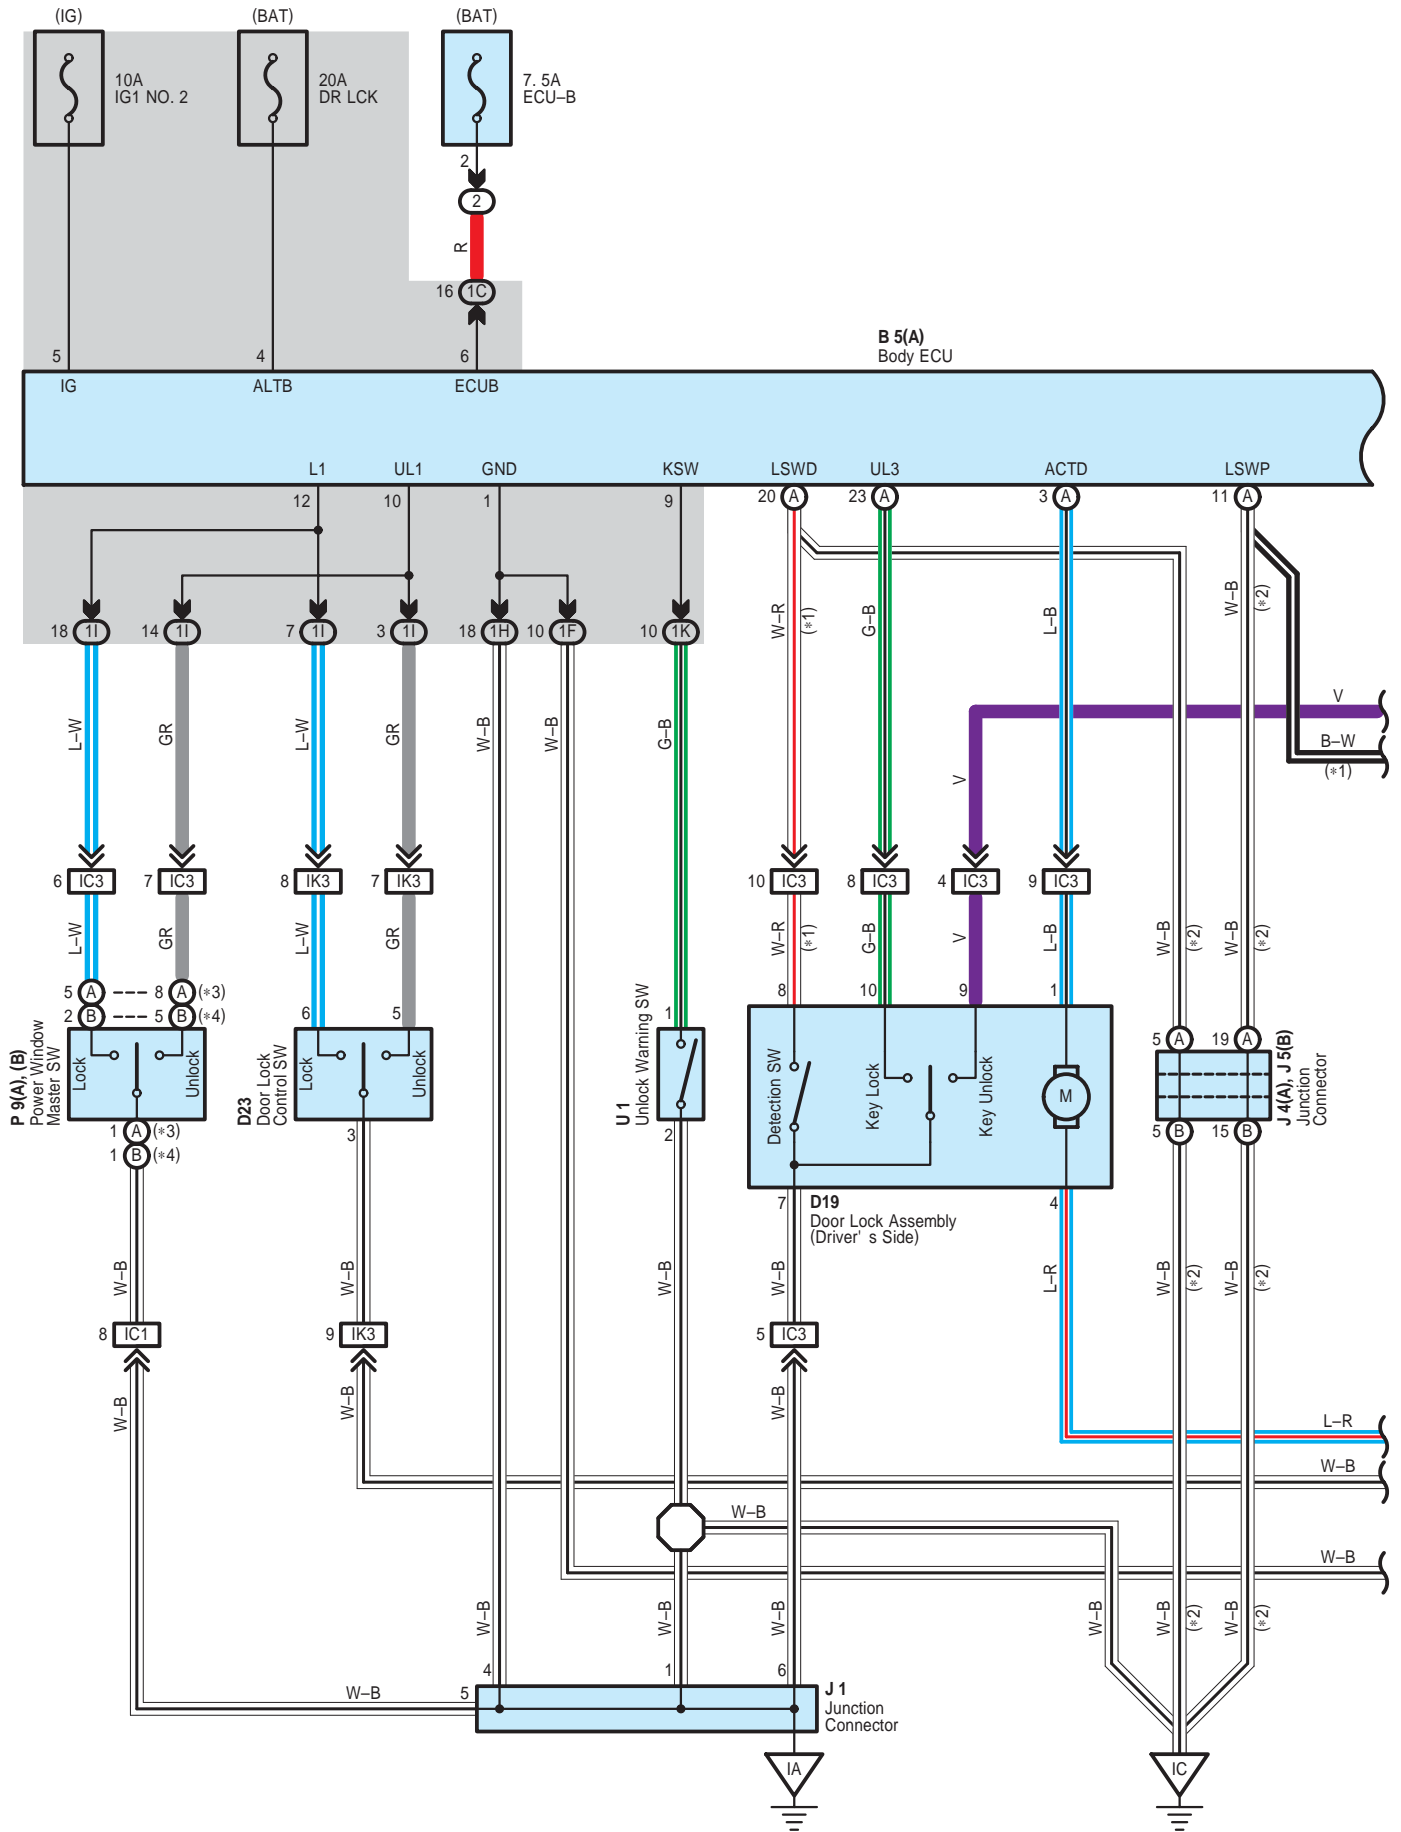 (IG)
(BAT)
(BAT)
10A
IG1 NO. 2
20A
DR LCK
7. 5A
ECU–B
2
2
R
16 1C
B 5(A)
Body ECU
5
4
6
IG
ALTB
ECUB
L1
UL1
GND
KSW
LSWD
UL3
ACTD
LSWP
12
10
1
9
20 A
23 A
3 A
11 A
18 1I
14 1I
7 1I
3 1I
18 1H
10 1F
10 1K
W–R
(*1)
G–B
L–B
W–B
(*2)
L–W
GR
L–W
GR
W–B
W–B
G–B
V
V
B–W
(*1)
6 IC3
7 IC3
8 IK3
7 IK3
10 IC3
8 IC3
4 IC3
9 IC3
L–W
GR
L–W
GR
W–R
(*1)
G–B
V
L–B
W–B
(*2)
W–B
(*2)
5 A
8 A (*3)
2 B
5 B (*4)
6
5
1
8
10
9
1
5 A
19 A
P 9(A), (B)
Power Window
Master SW
Lock
Unlock
D23
Door Lock
Control SW
Lock
Unlock
U 1
Unlock Warning SW
Detection SW
Key Lock
Key Unlock
M
J 4(A), J 5(B)
Junction
Connector
1 A (*3)
1 B (*4)
3
2
7
4
5 B
15 B
D19
Door Lock Assembly
(Driver' s Side)
W–B
W–B
W–B
W–B
L–R
W–B
(*2)
W–B
(*2)
8 IC1
9 IK3
5 IC3
W–B
W–B
W–B
L–R
W–B
W–B
W–B
W–B
W–B
W–B
W–B
W–B
(*2)
W–B
(*2)
4
1
6
W–B
5
J 1
Junction
Connector
IA
IC